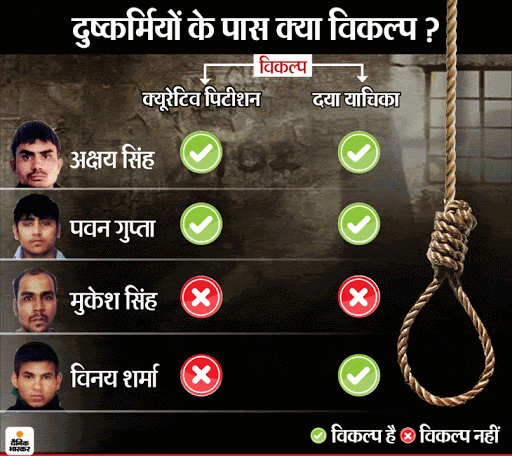 दुष्कर्मियों के पास क्या विकल्प ?
विकल्प
क्यूरेटिव पिटीशन दया याचिका
अक्षय सिंह
पवन गुप्ता
मुकेश सिंह
विनय शर्मा
दैनिक
भास्कर
विकल्प है विकल्प नहीं